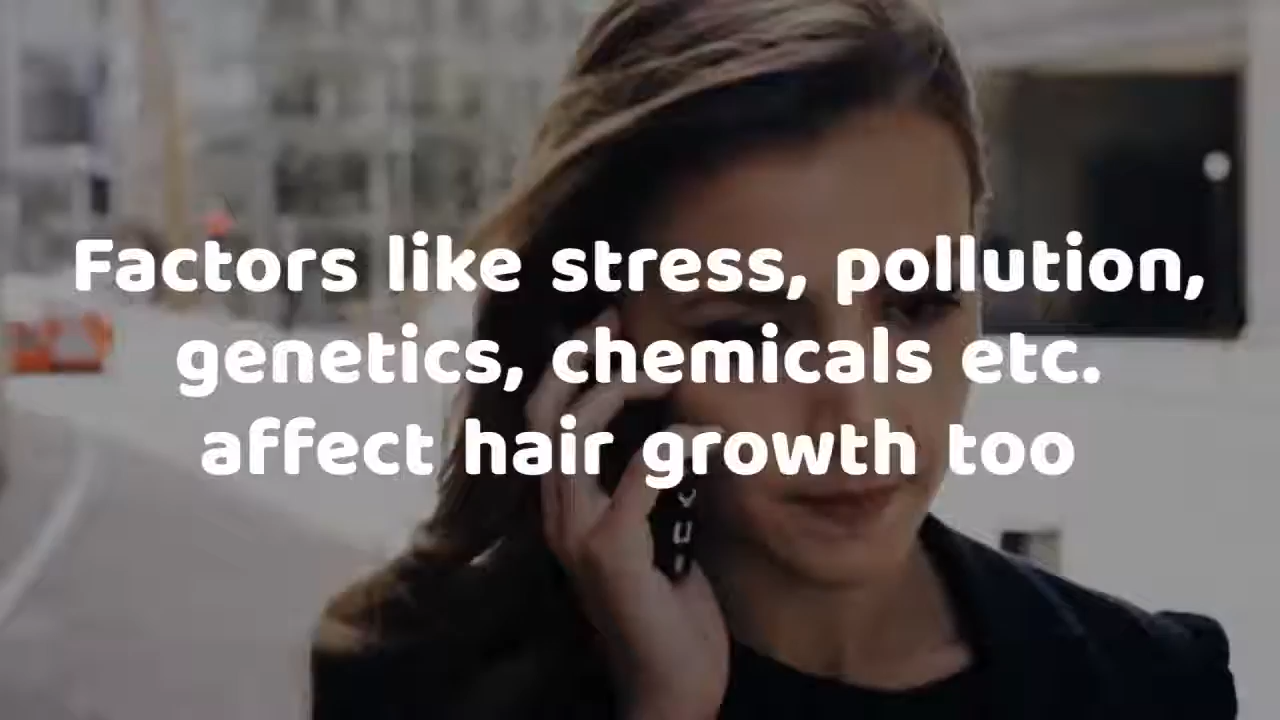 Factors like stress, pollution,
genetics, chemicals etc.
affect hair growth too